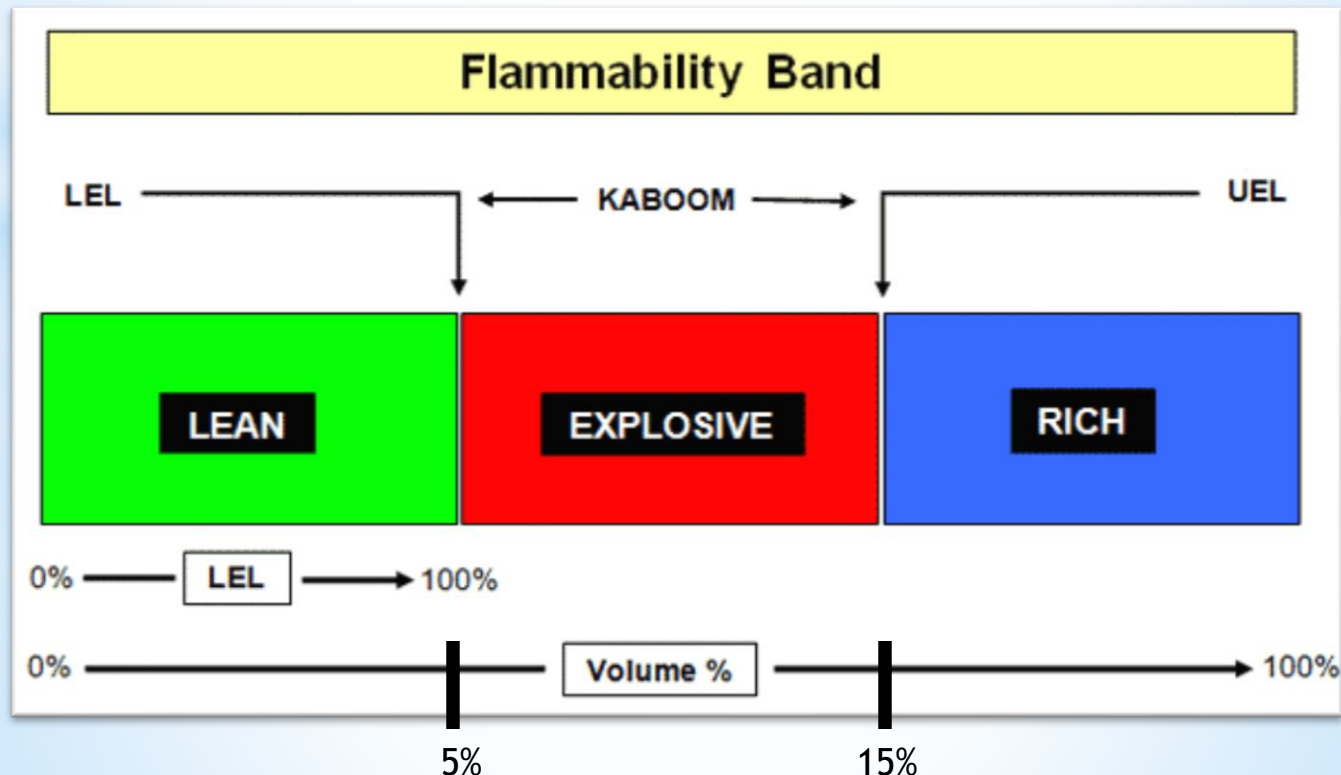 Flammability Band
LEL KABOOM UEL
LEAN EXPLOSIVE RICH
0% LEL 100%
0% Volume % 100%
5% 15%